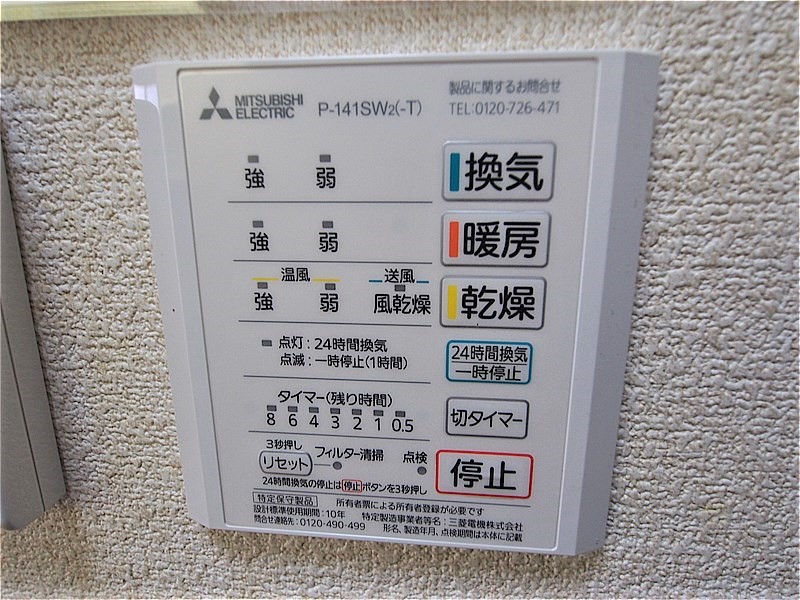 MITSUBISHI
ELECTRIC
P-141SW2(-T)
製品に関するお問合せ
TEL:0120-726-471
強 弱 換気
強 弱 暖房
温風 送風
強 弱 風乾燥 乾燥
点灯:24時間換気
点滅:一時停止(1時間)
24時間換気
一時停止
タイマー(残り時間)
8 6 4 3 2 1 0.5
切タイマー
3秒押し
リセット フィルター清掃 点検
停止
24時間換気の停止は停止ボタンを3秒押し
特定保守製品 所有者票による所有者登録が必要です
設計標準使用期間:10年 特定製造事業者等名:三菱電機株式会社
問合せ連絡先:0120-490-499 形名、製造年月、点検期間は本体に記載